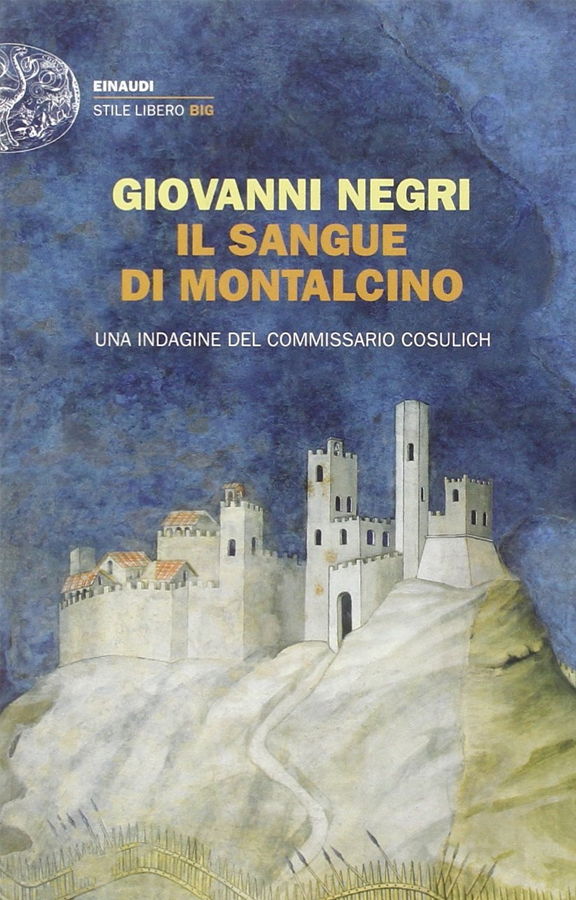 EINAUDI
STILE LIBERO BIG
GIOVANNI NEGRI
IL SANGUE
DI MONTALCINO
UNA INDAGINE DEL COMMISSARIO COSULICH